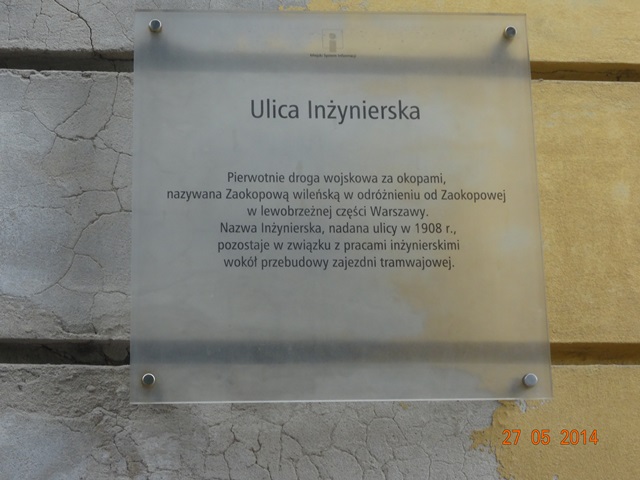 Ulica Inżynierska
Pierwotnie droga wojskowa za okopami,
nazywana Zaokopową wileńską w odróżnieniu od Zaokopowej
w lewobrzeżnej części Warszawy.
Nazwa Inżynierska, nadana ulicy w 1908 r.,
pozostaje w związku z pracami inżynierskimi
wokół przebudowy zajezdni tramwajowej.
27 05 2014